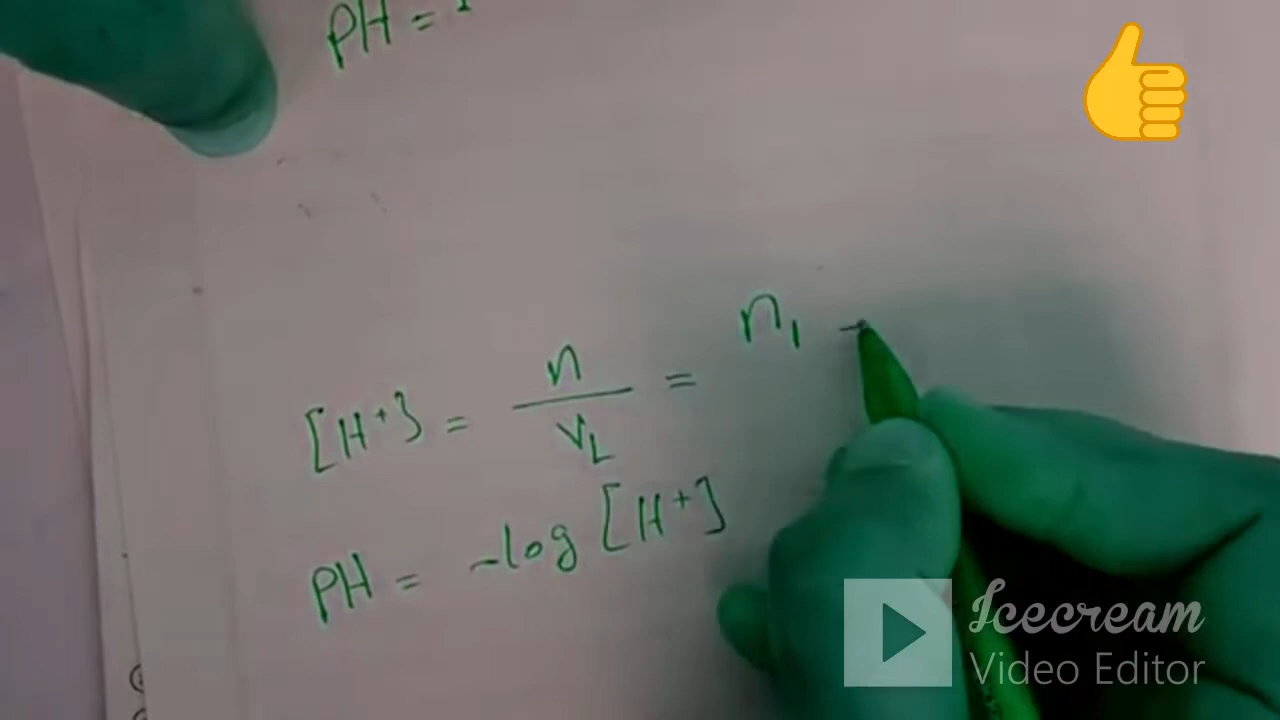 PH =
[H+] = n / VL = n1 -
PH = -log [H+]
Icecream
Video Editor